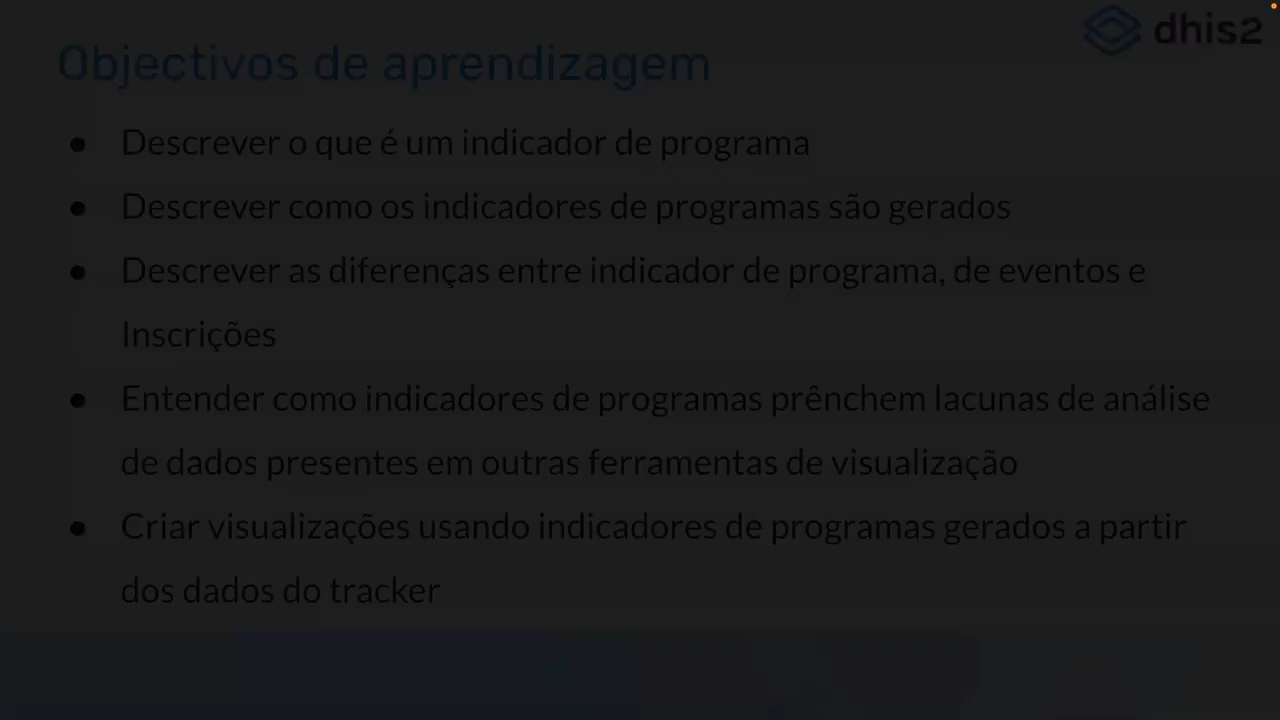 dhis2
Objectivos de aprendizagem
● Descrever o que é um indicador de programa
● Descrever como os indicadores de programas são gerados
● Descrever as diferenças entre indicador de programa, de eventos e
Inscrições
● Entender como indicadores de programas prênchem lacunas de análise
de dados presentes em outras ferramentas de visualização
● Criar visualizações usando indicadores de programas gerados a partir
dos dados do tracker